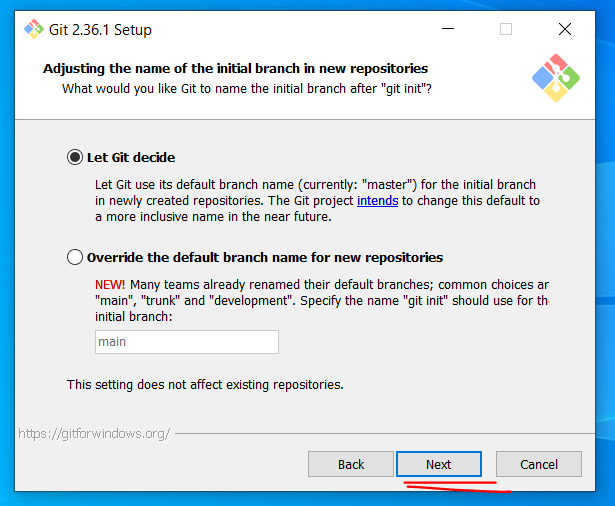 Git 2.36.1 Setup
Adjusting the name of the initial branch in new repositories
What would you like Git to name the initial branch after "git init"?
Let Git decide
Let Git use its default branch name (currently: "master") for the initial branch
in newly created repositories. The Git project intends to change this default to
a more inclusive name in the near future.
Override the default branch name for new repositories
NEW! Many teams already renamed their default branches; common choices ar
"main", "trunk" and "development". Specify the name "git init" should use for the
initial branch:
main
This setting does not affect existing repositories.
https://gitforwindows.org/
Back
Next
Cancel